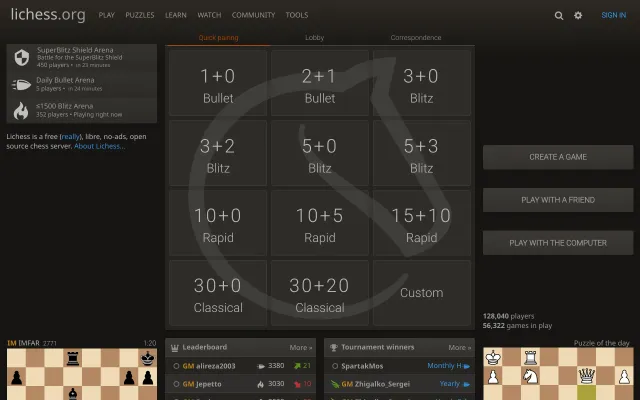 lichess.org
PLAY PUZZLES LEARN WATCH COMMUNITY TOOLS
SIGN IN
SuperBlitz Shield Arena
Battle for the SuperBlitz Shield
450 players • in 23 minutes
Daily Bullet Arena
5 players • in 24 minutes
≤1500 Blitz Arena
352 players • Playing right now
Lichess is a free (really), libre, no-ads, open
source chess server. About Lichess...
Quick pairing Lobby Correspondence
1+0 2+1 3+0
Bullet Bullet Blitz
3+2 5+0 5+3
Blitz Blitz Blitz
10+0 10+5 15+10
Rapid Rapid Rapid
30+0 30+20 Custom
Classical Classical
CREATE A GAME
PLAY WITH A FRIEND
PLAY WITH THE COMPUTER
128,040 players
56,322 games in play
IM IMFAR 2771 1:20
Leaderboard More »
GM alireza2003 3380 21
GM Jepetto 3030 10
Tournament winners More »
SpartakMos Monthly H
GM Zhigalko_Sergei Yearly
Puzzle of the day